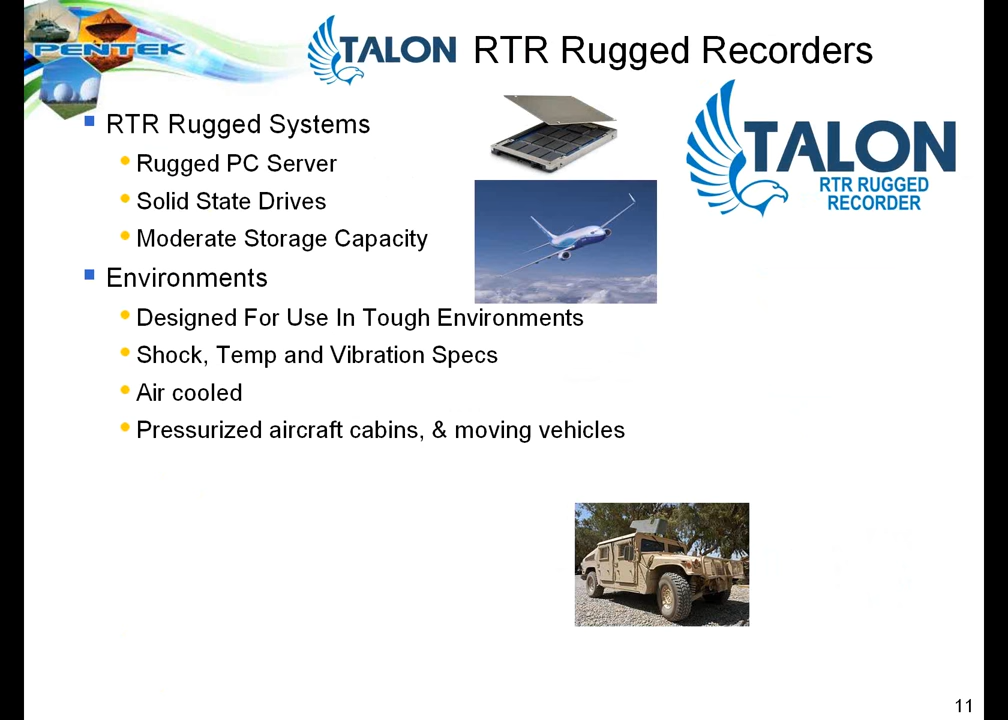 PENTEK
TALON RTR Rugged Recorders
RTR Rugged Systems
Rugged PC Server
Solid State Drives
Moderate Storage Capacity
TALON
RTR RUGGED
RECORDER
Environments
Designed For Use In Tough Environments
Shock, Temp and Vibration Specs
Air cooled
Pressurized aircraft cabins, & moving vehicles
11